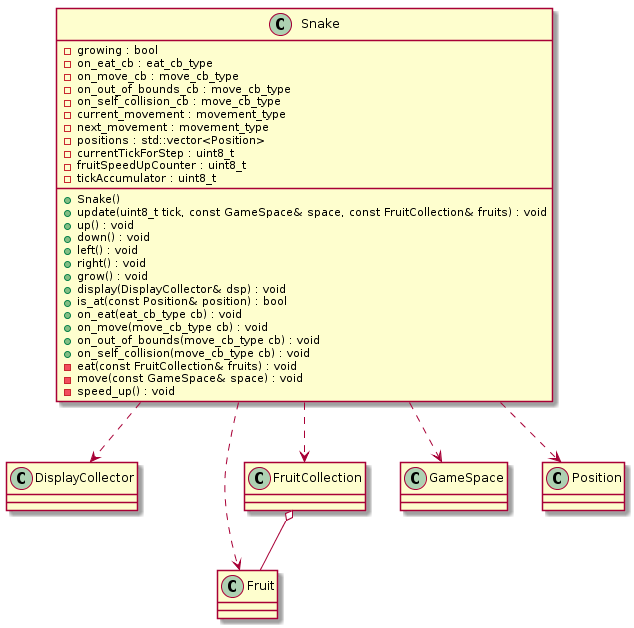 C Snake
growing : bool
on_eat_cb : eat_cb_type
on_move_cb : move_cb_type
on_out_of_bounds_cb : move_cb_type
on_self_collision_cb : move_cb_type
current_movement : movement_type
next_movement : movement_type
positions : std::vector<Position>
currentTickForStep : uint8_t
fruitSpeedUpCounter : uint8_t
tickAccumulator : uint8_t
Snake()
update(uint8_t tick, const GameSpace& space, const FruitCollection& fruits) : void
up() : void
down() : void
left() : void
right() : void
grow() : void
display(DisplayCollector& dsp) : void
is_at(const Position& position) : bool
on_eat(eat_cb_type cb) : void
on_move(move_cb_type cb) : void
on_out_of_bounds(move_cb_type cb) : void
on_self_collision(move_cb_type cb) : void
eat(const FruitCollection& fruits) : void
move(const GameSpace& space) : void
speed_up() : void
C DisplayCollector
C FruitCollection
C GameSpace
C Position
C Fruit